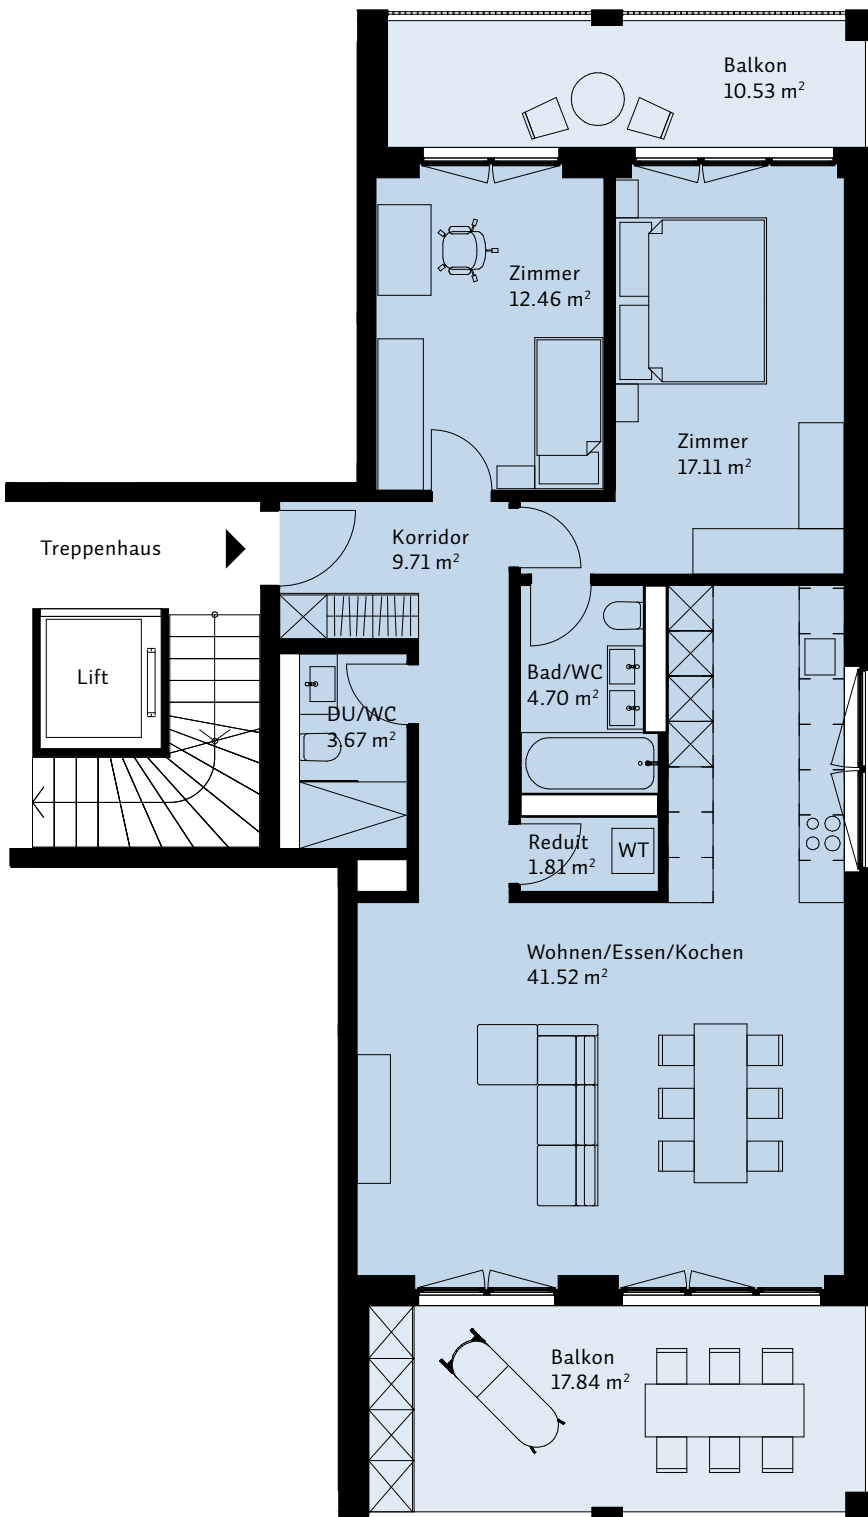 Balkon
10.53 m²
Zimmer
12.46 m²
Zimmer
17.11 m²
Treppenhaus
Korridor
9.71 m²
Lift
Bad/WC
4.70 m²
DU/WC
3.67 m²
Reduit
1.81 m²
WT
Wohnen/Essen/Kochen
41.52 m²
Balkon
17.84 m²